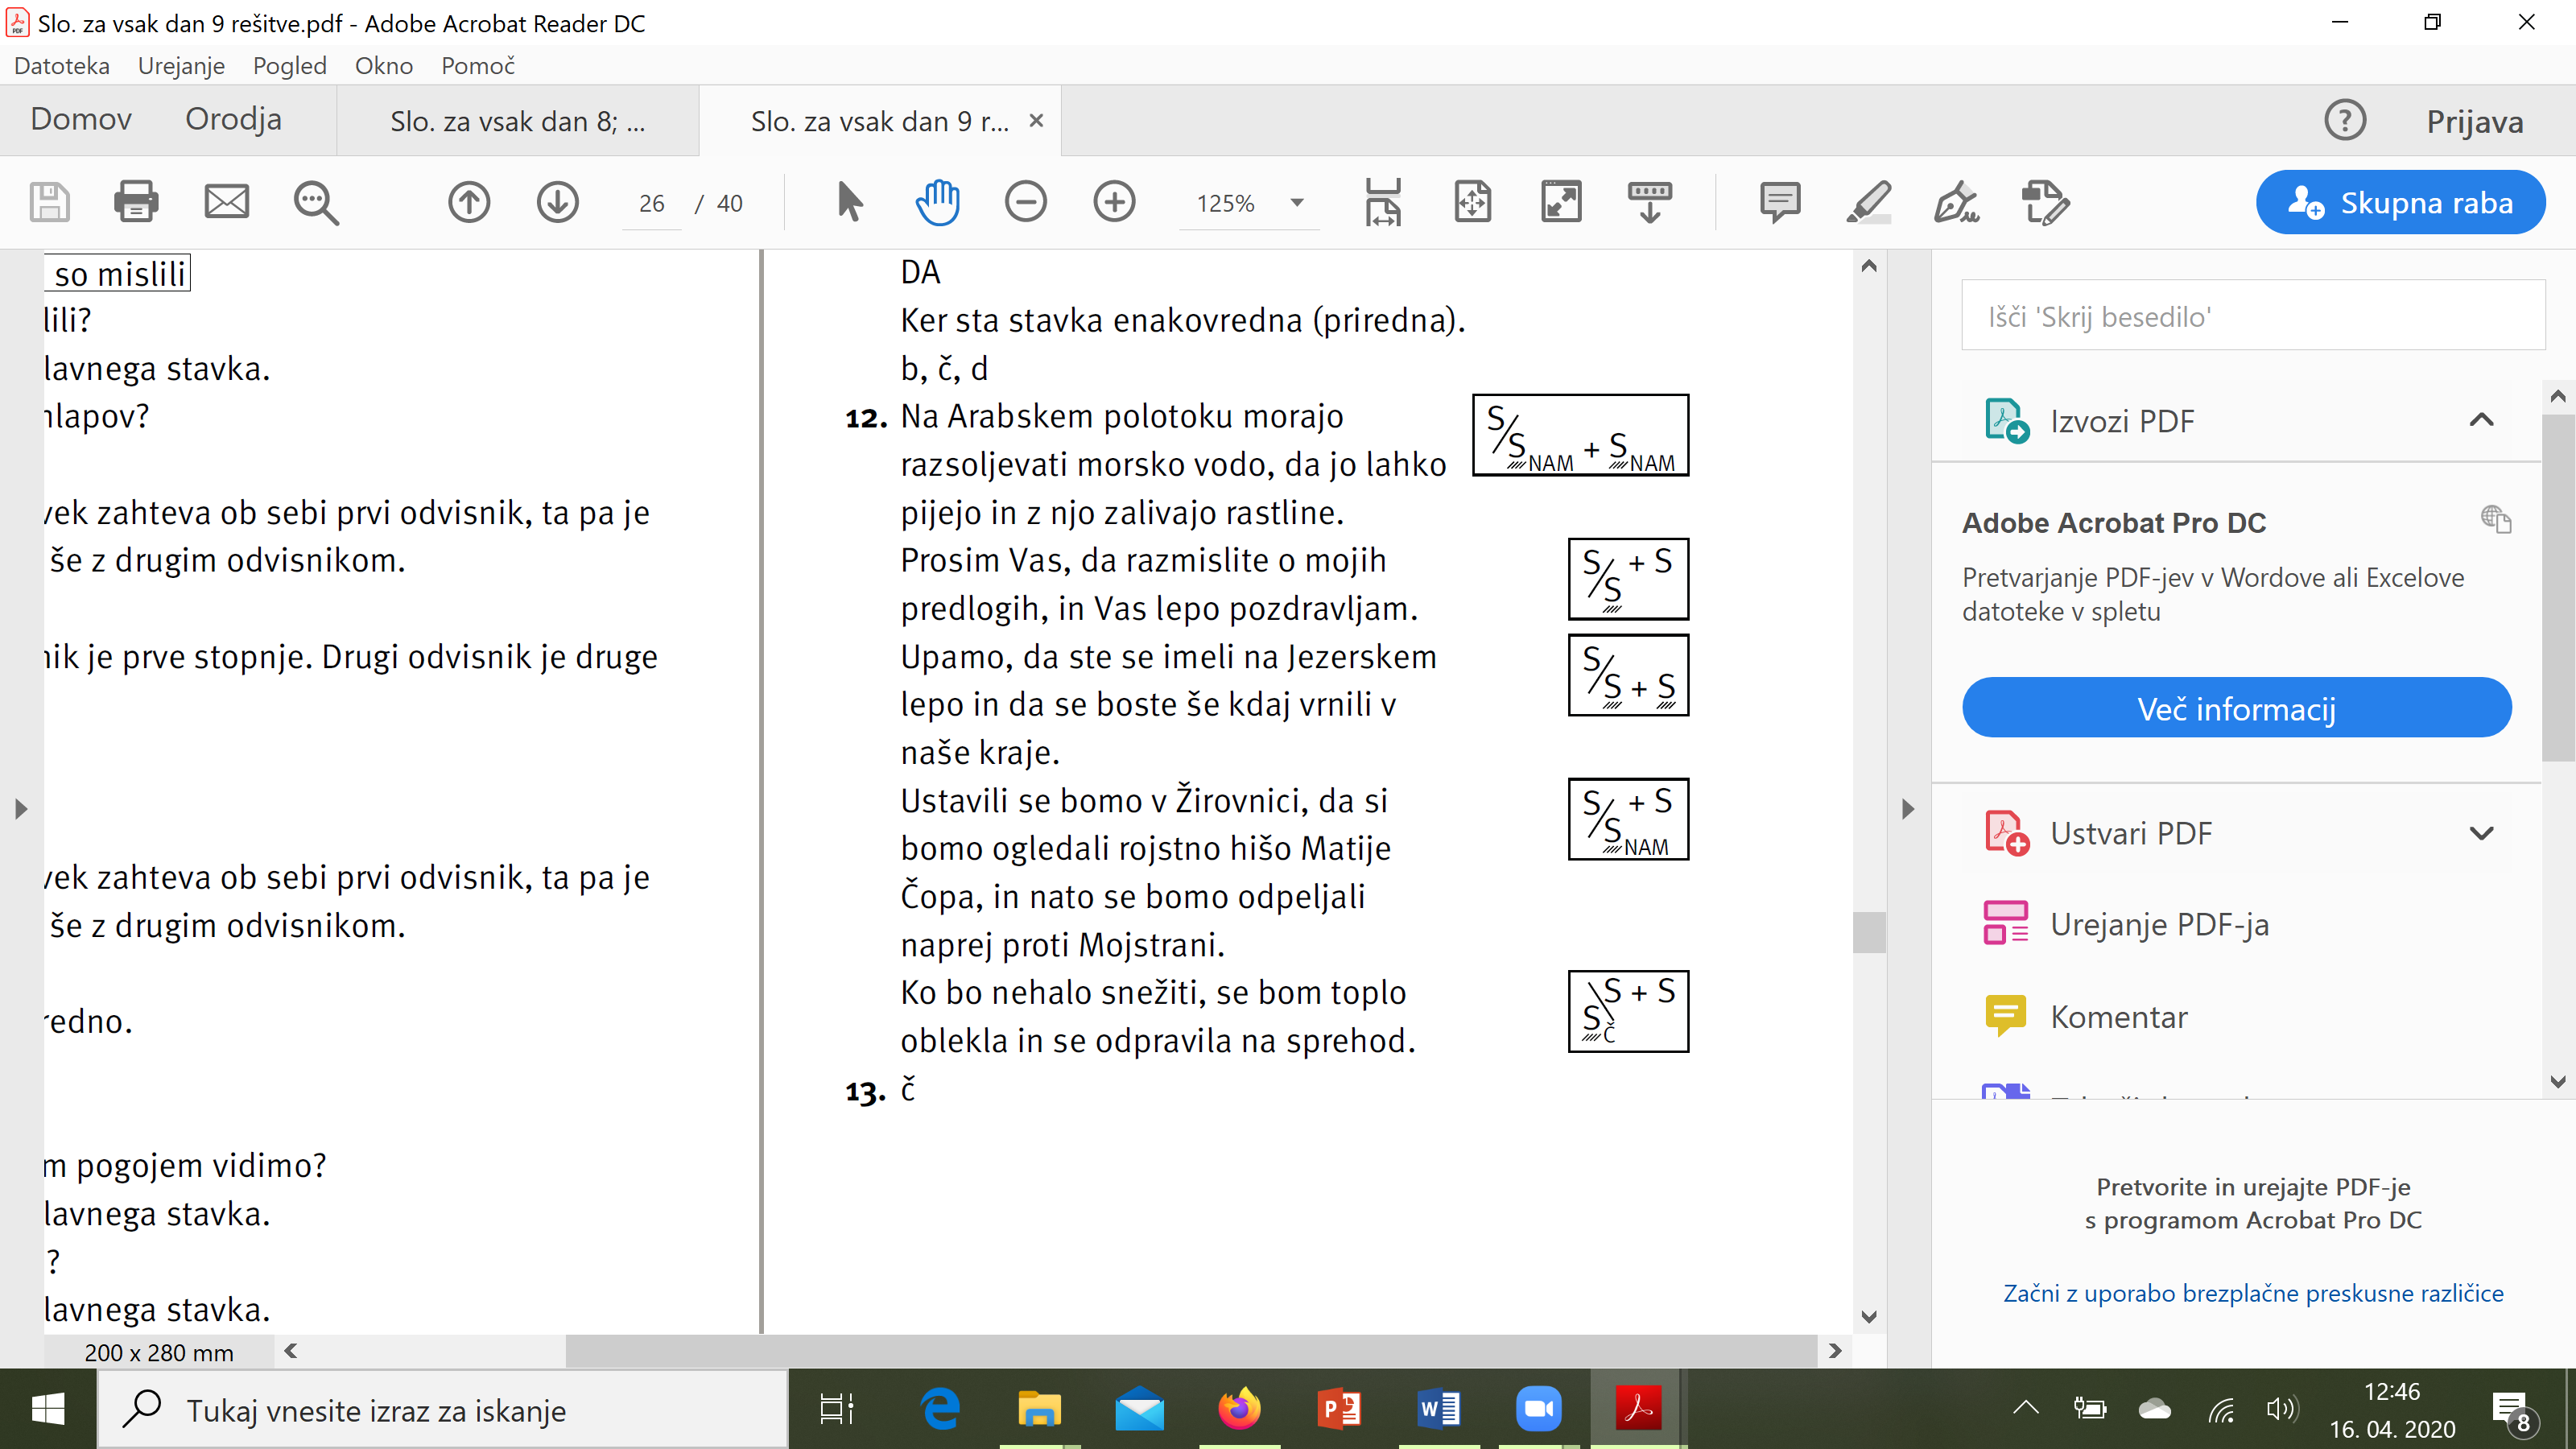 Slo. za vsak dan 9 rešitve.pdf - Adobe Acrobat Reader DC
Datoteka Urejanje Pogled Okno Pomoč
Domov Orodja Slo. za vsak dan 8; ... Slo. za vsak dan 9 r... Prijava
26 / 40 125% Skupna raba
so mislili
lili?
lavnega stavka.
hlapov?
vek zahteva ob sebi prvi odvisnik, ta pa je
še z drugim odvisnikom.
nik je prve stopnje. Drugi odvisnik je druge
vek zahteva ob sebi prvi odvisnik, ta pa je
še z drugim odvisnikom.
redno.
m pogojem vidimo?
lavnega stavka.
?
lavnega stavka.
200 x 280 mm
DA
Ker sta stavka enakovredna (priredna).
b, č, d
12. Na Arabskem polotoku morajo
razsoljevati morsko vodo, da jo lahko
pijejo in z njo zalivajo rastline.
S/S NAM + S NAM
Prosim Vas, da razmislite o mojih
predlogih, in Vas lepo pozdravljam.
S/S + S
Upamo, da ste se imeli na Jezerskem
lepo in da se boste še kdaj vrnili v
naše kraje.
S/S + S
Ustavili se bomo v Žirovnici, da si
bomo ogledali rojstno hišo Matije
Čopa, in nato se bomo odpeljali
naprej proti Mojstrani.
S/S NAM + S
Ko bo nehalo snežiti, se bom toplo
oblekla in se odpravila na sprehod.
S Č\S + S
13. č
Išči 'Skrij besedilo'
Izvozi PDF
Adobe Acrobat Pro DC
Pretvarjanje PDF-jev v Wordove ali Excelove
datoteke v spletu
Več informacij
Ustvari PDF
Urejanje PDF-ja
Komentar
Pretvorite in urejajte PDF-je
s programom Acrobat Pro DC
Začni z uporabo brezplačne preskusne različice
Tukaj vnesite izraz za iskanje
12:46
16. 04. 2020
8